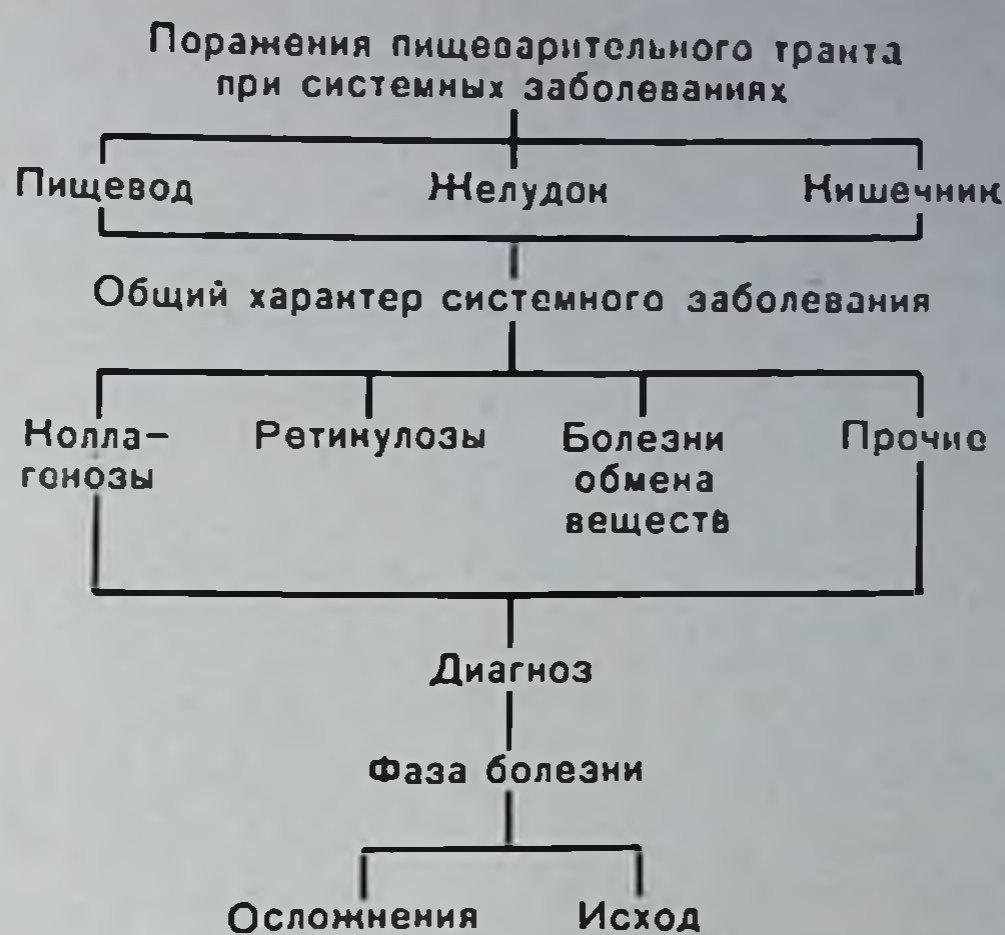 Поражения пищеварительного тракта
при системных заболеваниях
Пищевод Желудок Кишечник
Общий характер системного заболевания
Колла- Ретикулозы Болезни Прочие
генозы обмена
веществ
Диагноз
Фаза болезни
Осложнения Исход